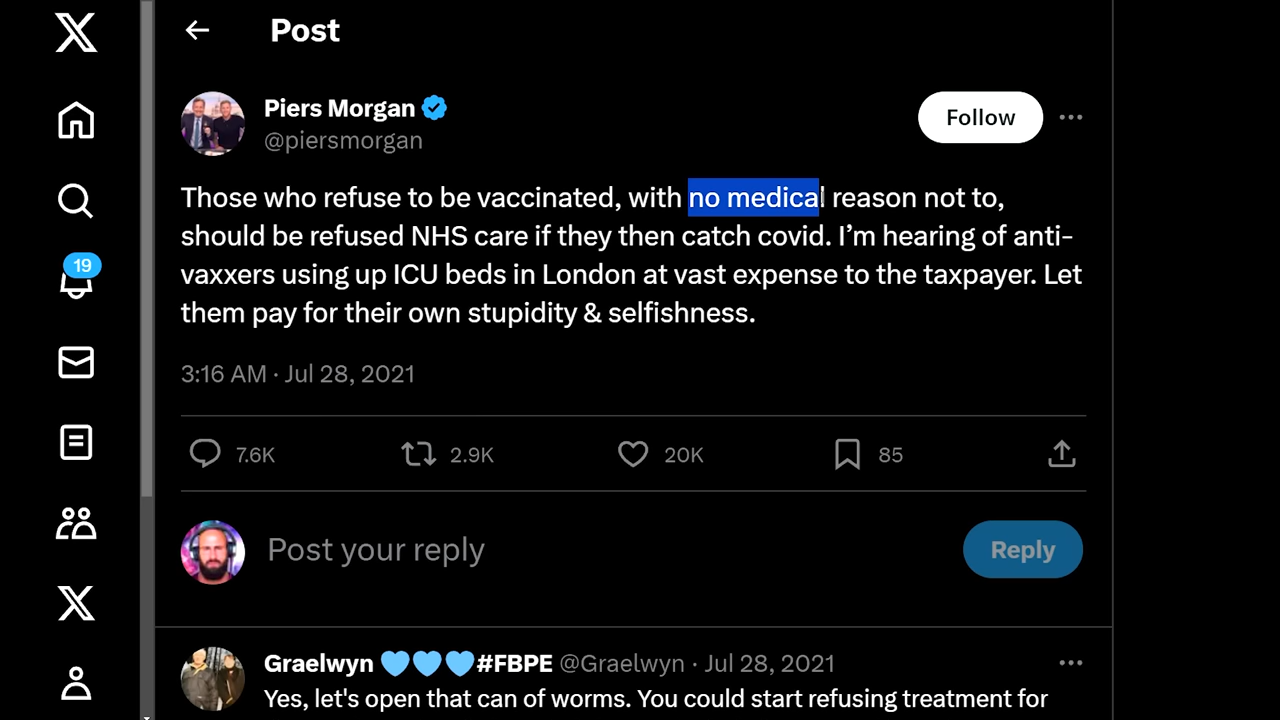 Post
Piers Morgan
@piersmorgan
Follow
Those who refuse to be vaccinated, with no medical reason not to,
should be refused NHS care if they then catch covid. I’m hearing of anti-
vaxxers using up ICU beds in London at vast expense to the taxpayer. Let
them pay for their own stupidity & selfishness.
3:16 AM · Jul 28, 2021
7.6K 2.9K 20K 85
19
Post your reply
Reply
Graelwyn 🩵🩵🩵#FBPE @Graelwyn · Jul 28, 2021
Yes, let's open that can of worms. You could start refusing treatment for